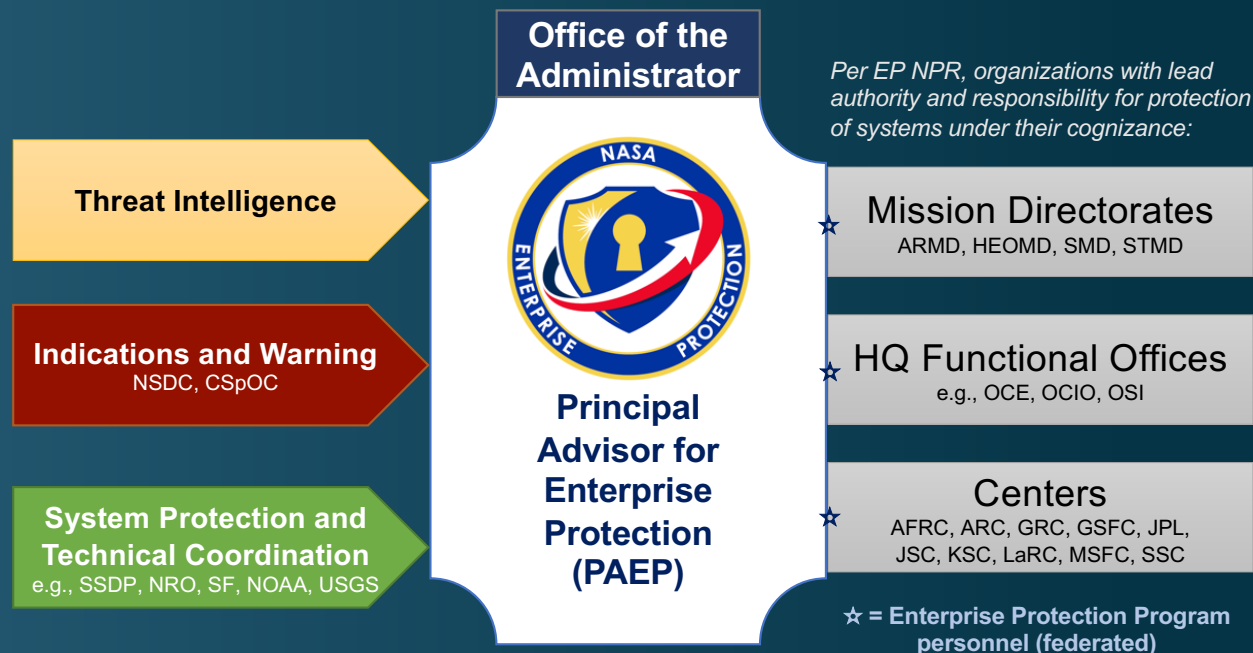 Office of the
Administrator
Per EP NPR, organizations with lead
authority and responsibility for protection
of systems under their cognizance:
Threat Intelligence
Indications and Warning
NSDC, CSpOC
System Protection and
Technical Coordination
e.g., SSDP, NRO, SF, NOAA, USGS
NASA
ENTERPRISE
PROTECTION
Principal
Advisor for
Enterprise
Protection
(PAEP)
Mission Directorates
ARMD, HEOMD, SMD, STMD
HQ Functional Offices
e.g., OCE, OCIO, OSI
Centers
AFRC, ARC, GRC, GSFC, JPL,
JSC, KSC, LaRC, MSFC, SSC
☆ = Enterprise Protection Program
personnel (federated)